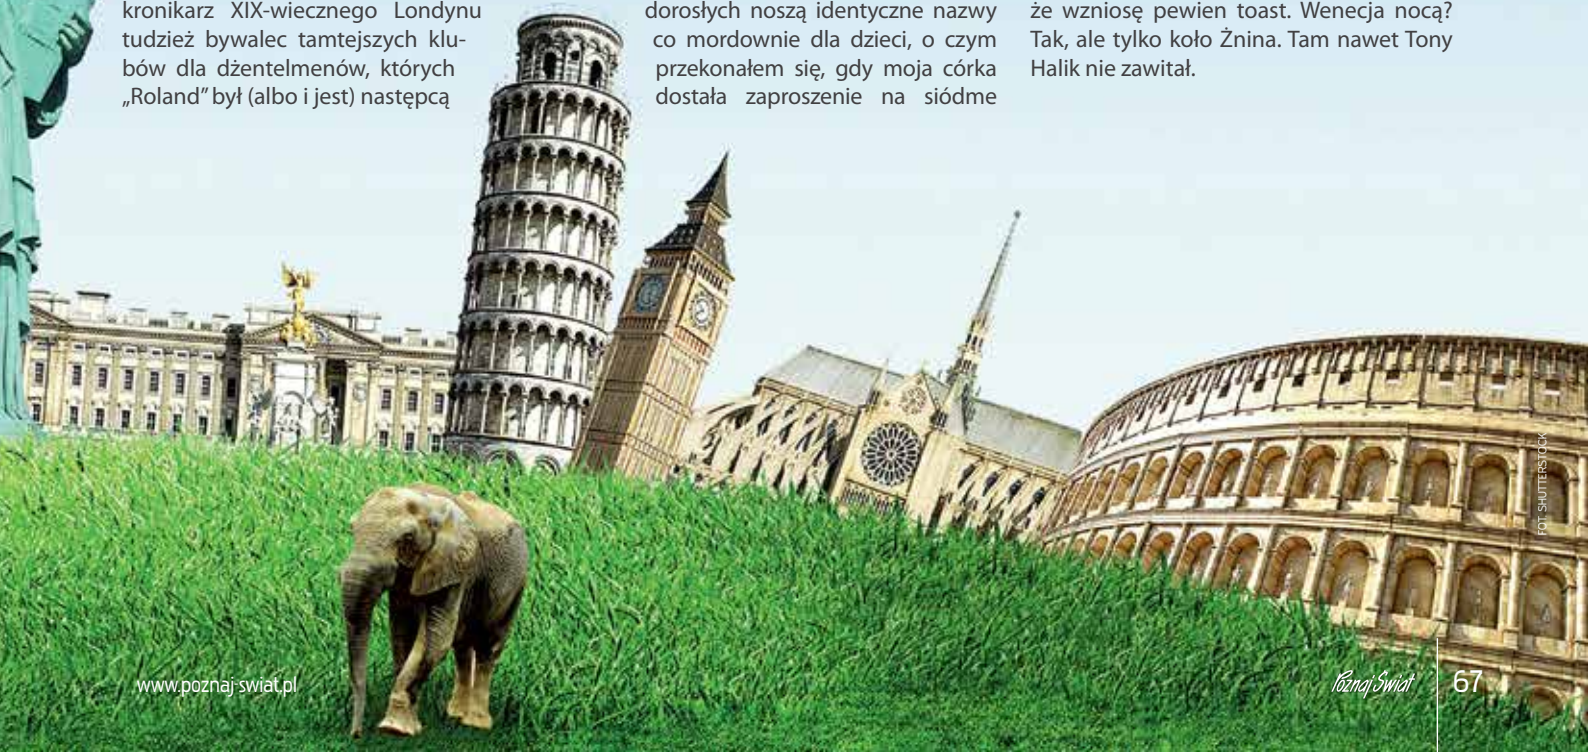 kronikarz XIX-wiecznego Londynu
tudzież bywalec tamtejszych klu-
bów dla dżentelmenów, których
„Roland” był (albo i jest) następcą
dorosłych noszą identyczne nazwy
co mordownie dla dzieci, o czym
przekonałem się, gdy moja córka
dostała zaproszenie na siódme
że wzniosę pewien toast. Wenecja nocą?
Tak, ale tylko koło Żnina. Tam nawet Tony
Halik nie zawitał.
FOT. SHUTTERSTOCK
www.poznaj-swiat.pl
Poznaj Świat
67